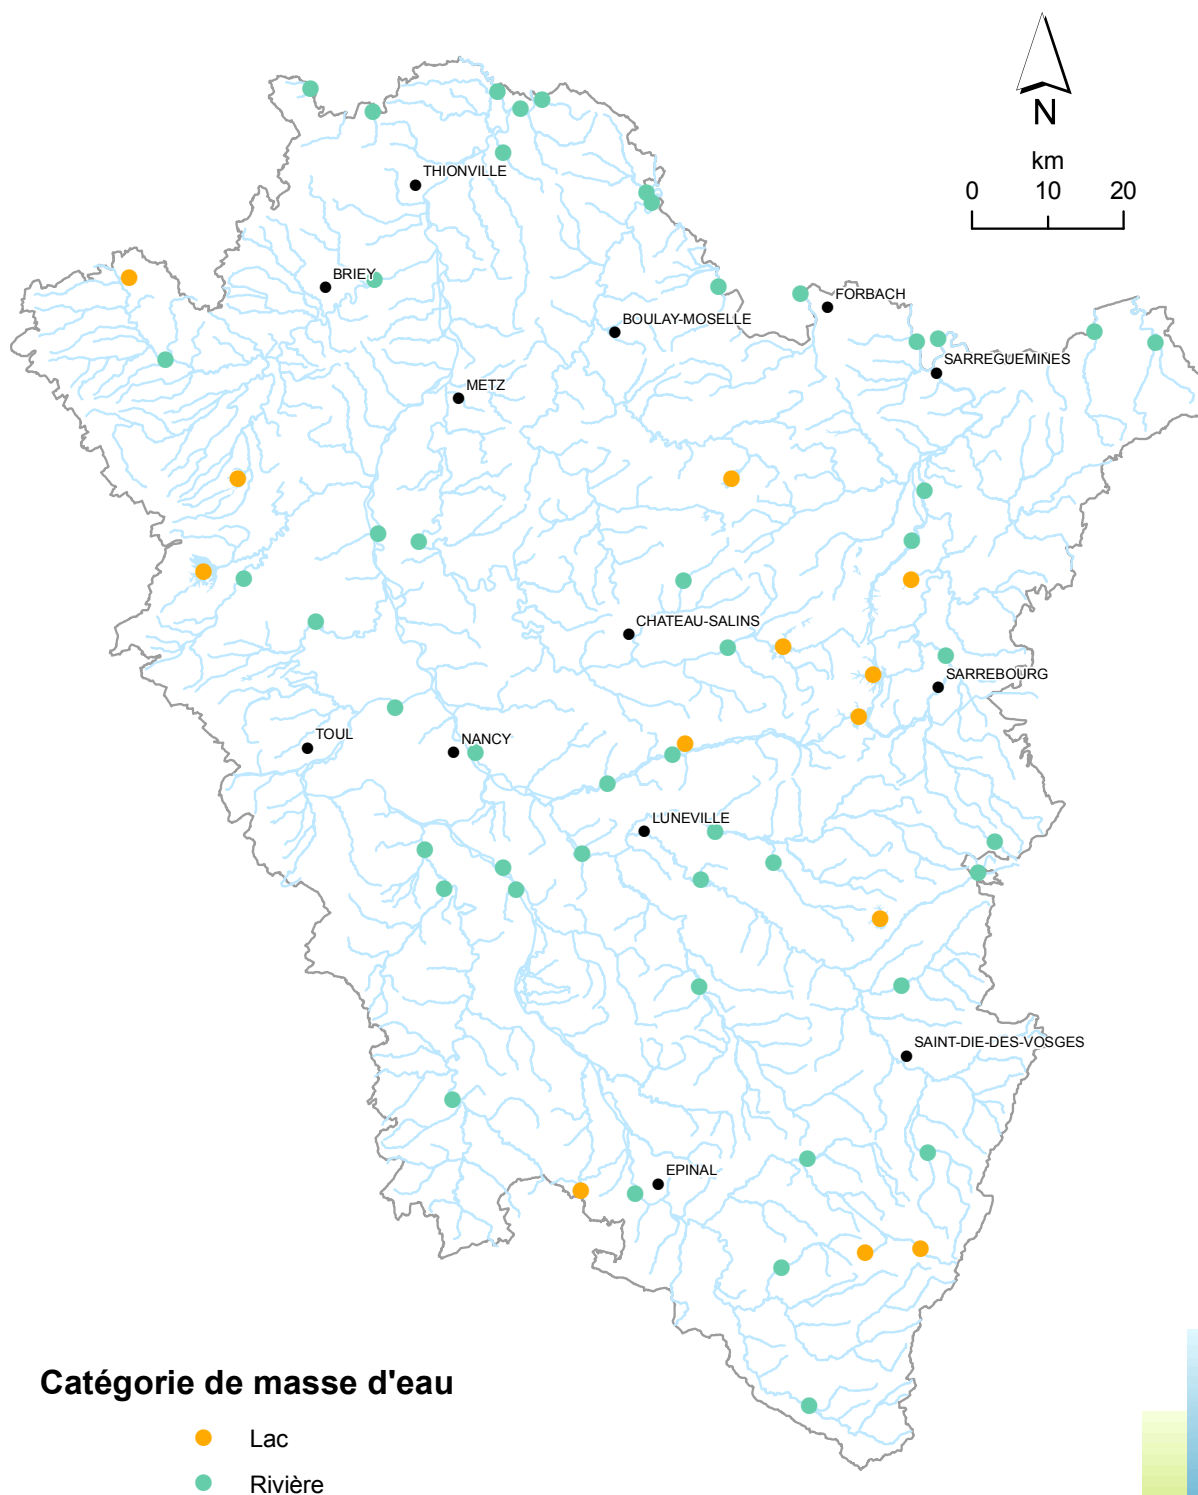 N
km
0 10 20
THIONVILLE
BRIEY
FORBACH
BOULAY-MOSELLE
SARREGUEMINES
METZ
CHATEAU-SALINS
SARREBOURG
TOUL
NANCY
LUNEVILLE
SAINT-DIE-DES-VOSGES
EPINAL
Catégorie de masse d'eau
Lac
Rivière